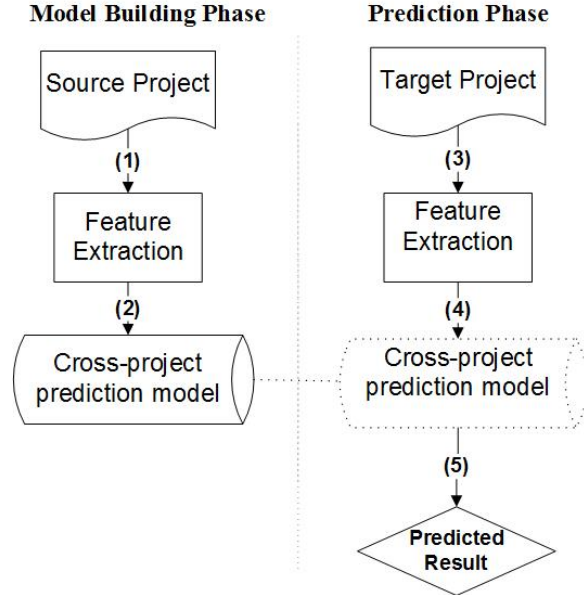 Model Building Phase
Source Project
(1)
Feature
Extraction
(2)
Cross-project
prediction model
Prediction Phase
Target Project
(3)
Feature
Extraction
(4)
Cross-project
prediction model
(5)
Predicted
Result